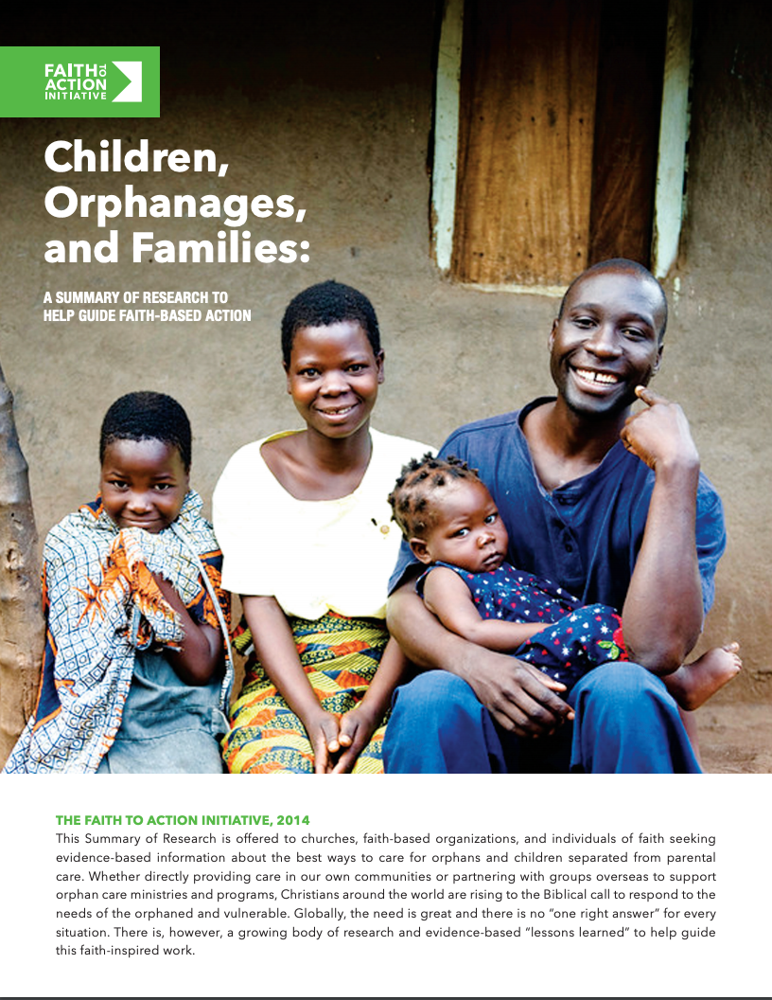 FAITH TO
ACTION
INITIATIVE
Children,
Orphanages,
and Families:
A SUMMARY OF RESEARCH TO
HELP GUIDE FAITH-BASED ACTION
THE FAITH TO ACTION INITIATIVE, 2014
This Summary of Research is offered to churches, faith-based organizations, and individuals of faith seeking
evidence-based information about the best ways to care for orphans and children separated from parental
care. Whether directly providing care in our own communities or partnering with groups overseas to support
orphan care ministries and programs, Christians around the world are rising to the Biblical call to respond to the
needs of the orphaned and vulnerable. Globally, the need is great and there is no “one right answer” for every
situation. There is, however, a growing body of research and evidence-based “lessons learned” to help guide
this faith-inspired work.